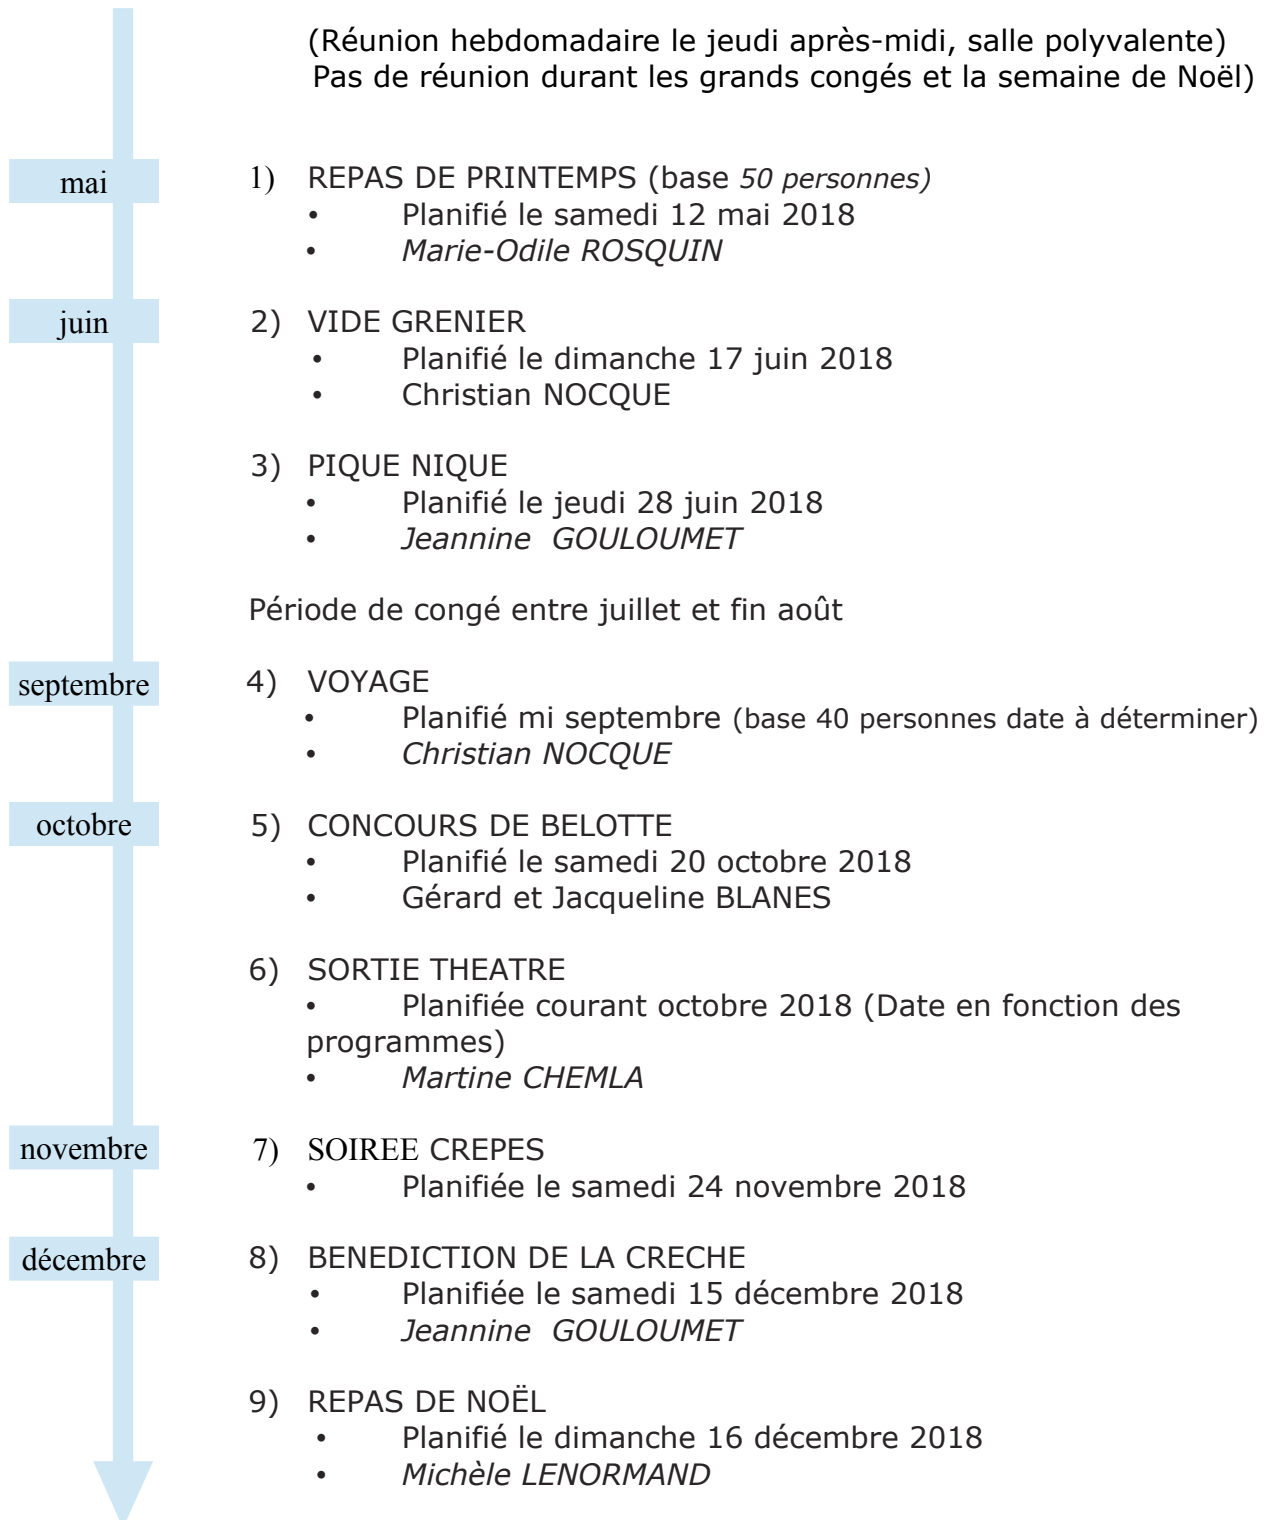 (Réunion hebdomadaire le jeudi après-midi, salle polyvalente)
Pas de réunion durant les grands congés et la semaine de Noël)
mai
1) REPAS DE PRINTEMPS (base 50 personnes)
• Planifié le samedi 12 mai 2018
• Marie-Odile ROSQUIN
juin
2) VIDE GRENIER
• Planifié le dimanche 17 juin 2018
• Christian NOCQUE
3) PIQUE NIQUE
• Planifié le jeudi 28 juin 2018
• Jeannine GOULOUMET
Période de congé entre juillet et fin août
septembre
4) VOYAGE
• Planifié mi septembre (base 40 personnes date à déterminer)
• Christian NOCQUE
octobre
5) CONCOURS DE BELOTTE
• Planifié le samedi 20 octobre 2018
• Gérard et Jacqueline BLANES
6) SORTIE THEATRE
• Planifiée courant octobre 2018 (Date en fonction des
programmes)
• Martine CHEMLA
novembre
7) SOIREE CREPES
• Planifiée le samedi 24 novembre 2018
décembre
8) BENEDICTION DE LA CRECHE
• Planifiée le samedi 15 décembre 2018
• Jeannine GOULOUMET
9) REPAS DE NOËL
• Planifié le dimanche 16 décembre 2018
• Michèle LENORMAND